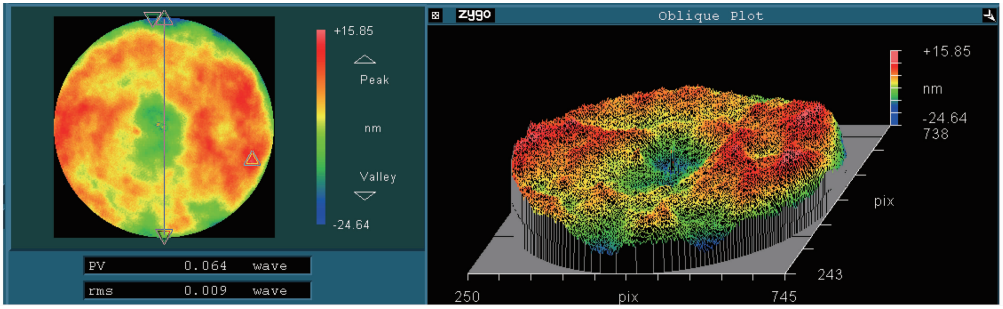 +15.85
Peak
nm
Valley
-24.64
PV 0.064 wave
rms 0.009 wave
zygo Oblique Plot
+15.85
nm
-24.64
738
pix
243
250 pix 745